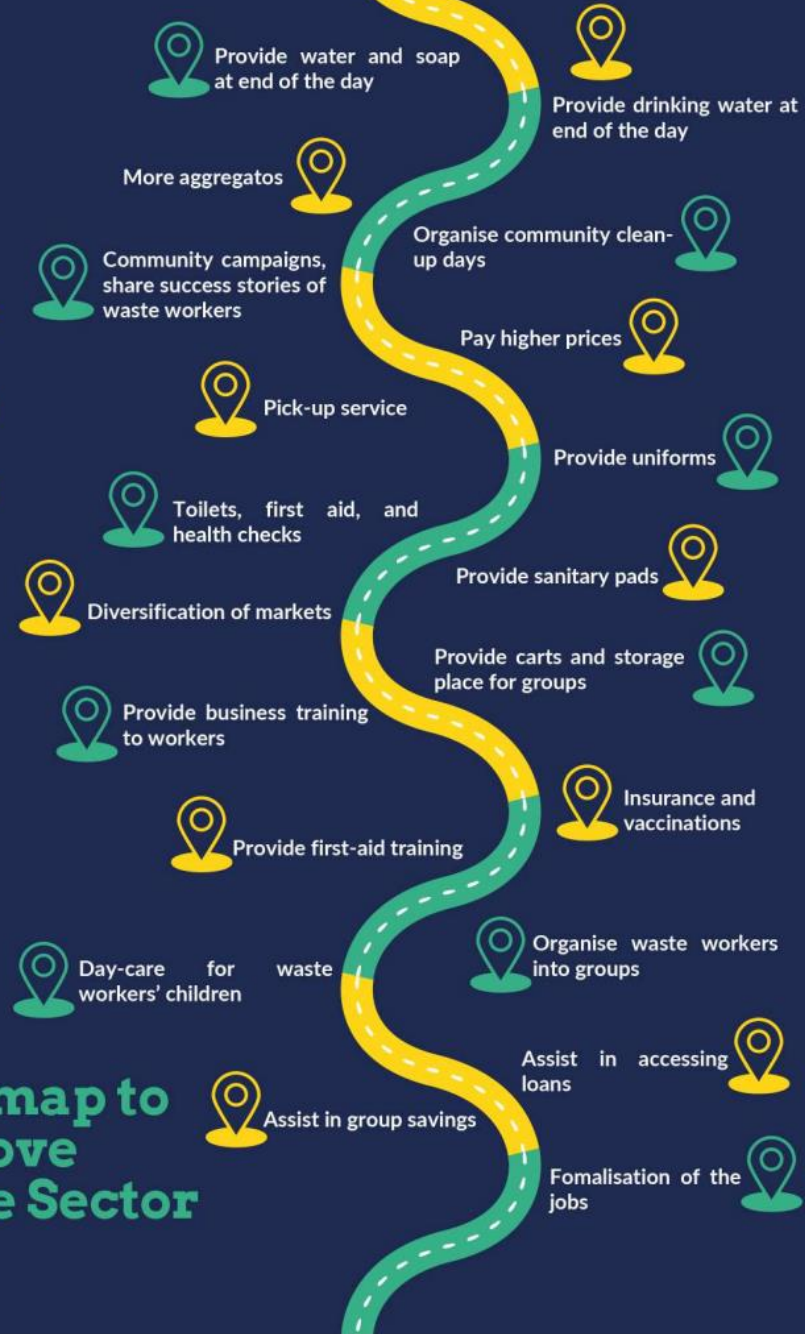 Provide water and soap
at end of the day
Provide drinking water at
end of the day
More aggregatos
Organise community clean-
up days
Community campaigns,
share success stories of
waste workers
Pay higher prices
Pick-up service
Provide uniforms
Toilets, first aid, and
health checks
Provide sanitary pads
Diversification of markets
Provide carts and storage
place for groups
Provide business training
to workers
Insurance and
vaccinations
Provide first-aid training
Organise waste workers
into groups
Day-care for waste
workers’ children
Assist in accessing
loans
map to
ove
e Sector
Assist in group savings
Fomalisation of the
jobs